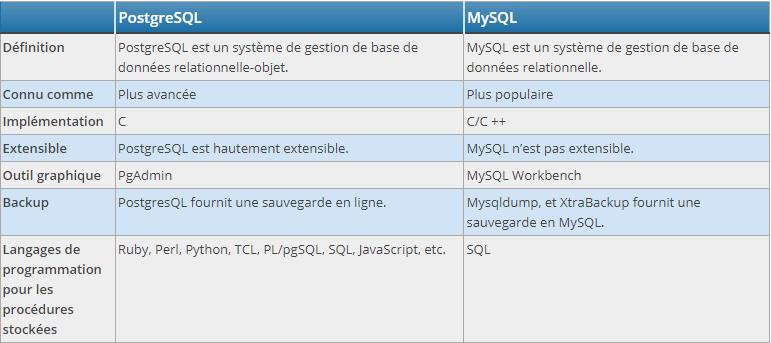 PostgreSQL MySQL
Définition PostgreSQL est un système de gestion de base de données relationnelle-objet. MySQL est un système de gestion de base de données relationnelle.
Connu comme Plus avancée Plus populaire
Implémentation C C/C ++
Extensible PostgreSQL est hautement extensible. MySQL n’est pas extensible.
Outil graphique PgAdmin MySQL Workbench
Backup PostgresQL fournit une sauvegarde en ligne. Mysqldump, et XtraBackup fournit une sauvegarde en MySQL.
Langages de programmation pour les procédures stockées Ruby, Perl, Python, TCL, PL/pgSQL, SQL, JavaScript, etc. SQL